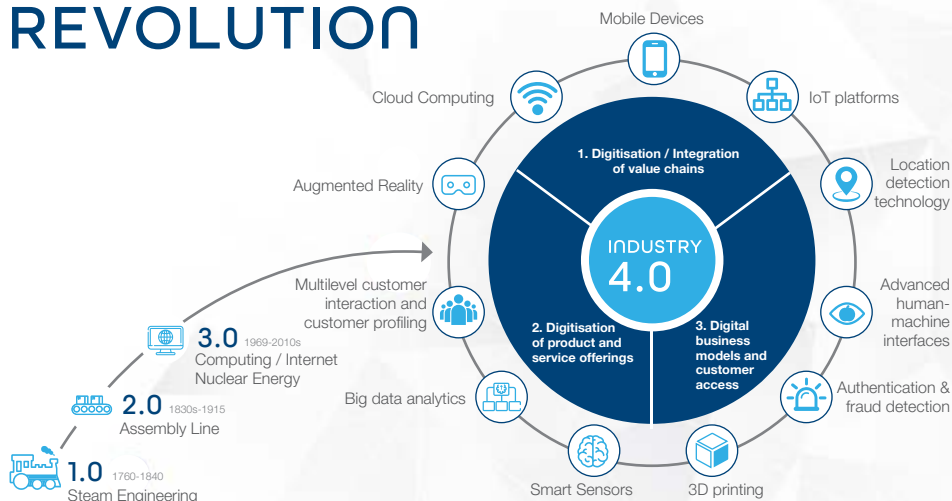 REVOLUTION
Mobile Devices
Cloud Computing
IoT platforms
1. Digitisation / Integration
of value chains
Augmented Reality
Location
detection
technology
INDUSTRY
4.0
Multilevel customer
interaction and
customer profiling
Advanced
human-
machine
interfaces
2. Digitisation
of product and
service offerings
3. Digital
business
models and
customer
access
3.0 1969-2010s
Computing / Internet
Nuclear Energy
Big data analytics
Authentication &
fraud detection
2.0 1830s-1915
Assembly Line
1.0 1760-1840
Steam Engineering
Smart Sensors
3D printing